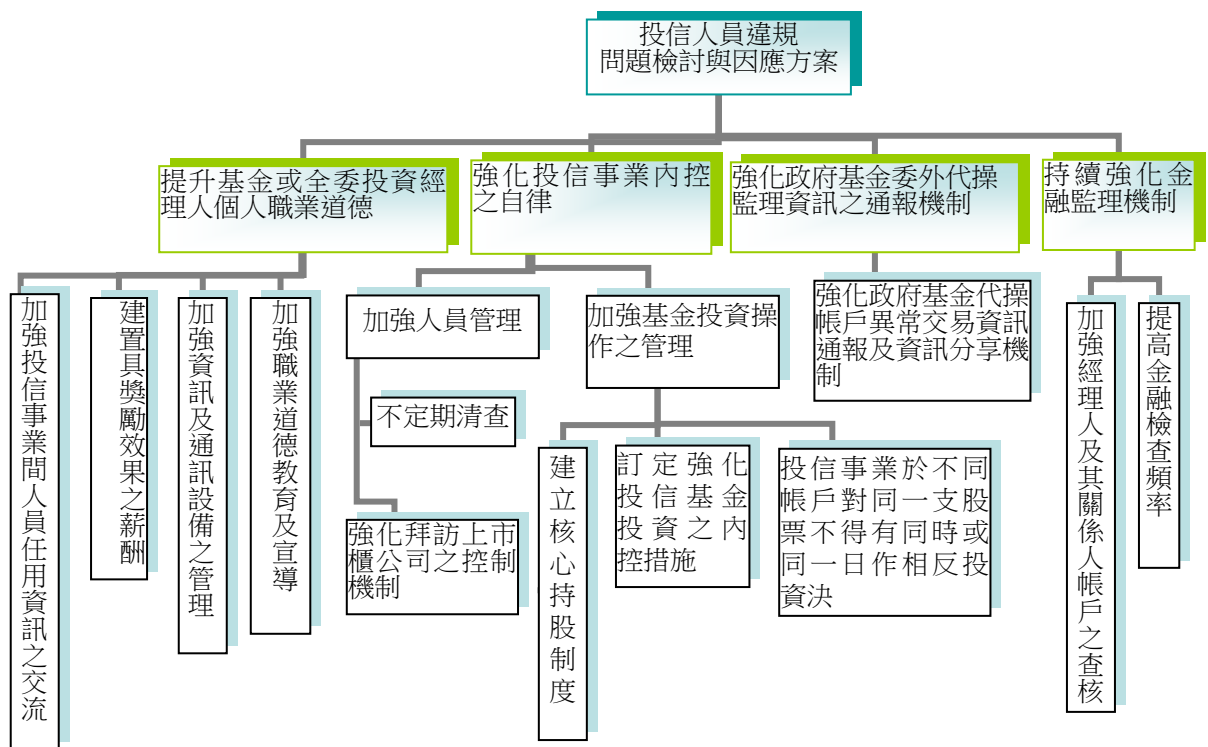 投信人員違規
問題檢討與因應方案
提升基金或全委投資經
理人個人職業道德
強化投信事業內控
之自律
強化政府基金委外代操
監理資訊之通報機制
持續強化金
融監理機制
加強投信事業間人員任用資訊之交流
建置具獎勵效果之薪酬
加強資訊及通訊設備之管理
加強職業道德教育及宣導
加強人員管理
不定期清查
強化拜訪上市
櫃公司之控制
機制
加強基金投資操
作之管理
建立核心持股制度
訂定強化
投信基金
投資之內
控措施
投信事業於不同
帳戶對同一支股
票不得有同時或
同一日作相反投
資決
強化政府基金代操
帳戶異常交易資訊
通報及資訊分享機
制
加強經理人及其關係人帳戶之查核
提高金融檢查頻率